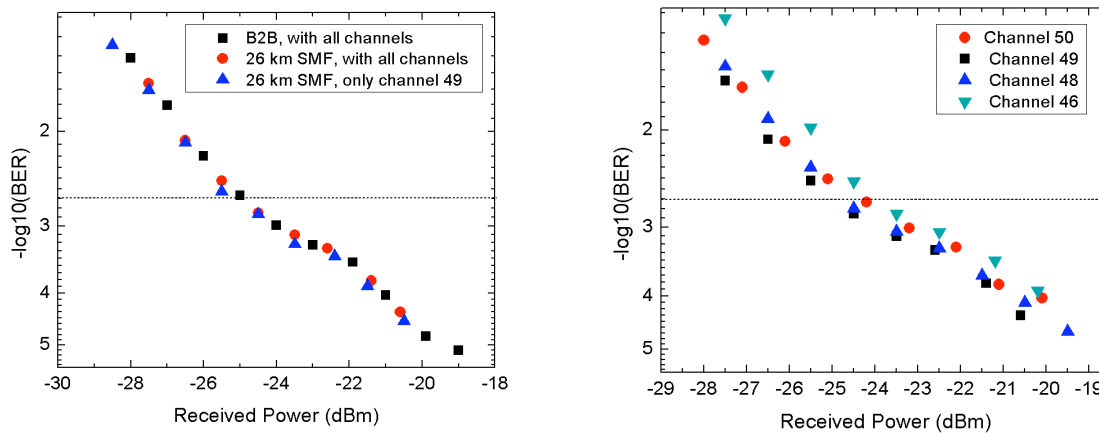 B2B, with all channels
26 km SMF, with all channels
26 km SMF, only channel 49
2
3
4
5
-log10(BER)
-30 -28 -26 -24 -22 -20 -18
Received Power (dBm)
Channel 50
Channel 49
Channel 48
Channel 46
2
3
4
5
-log10(BER)
-29 -28 -27 -26 -25 -24 -23 -22 -21 -20 -19
Received Power (dBm)